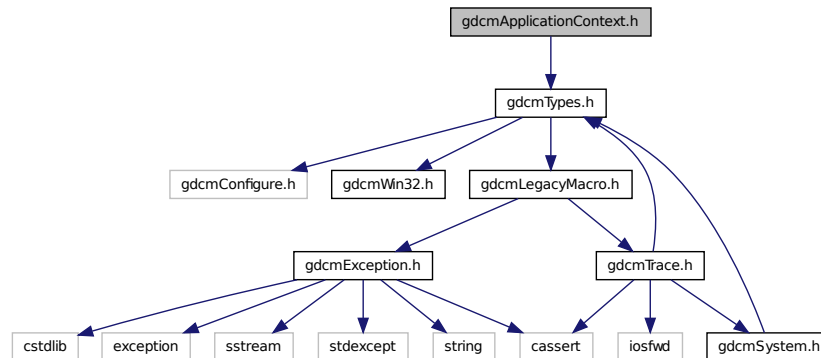 gdcmApplicationContext.h
gdcmTypes.h
gdcmConfigure.h
gdcmWin32.h
gdcmLegacyMacro.h
gdcmException.h
gdcmTrace.h
cstdlib
exception
sstream
stdexcept
string
cassert
iosfwd
gdcmSystem.h